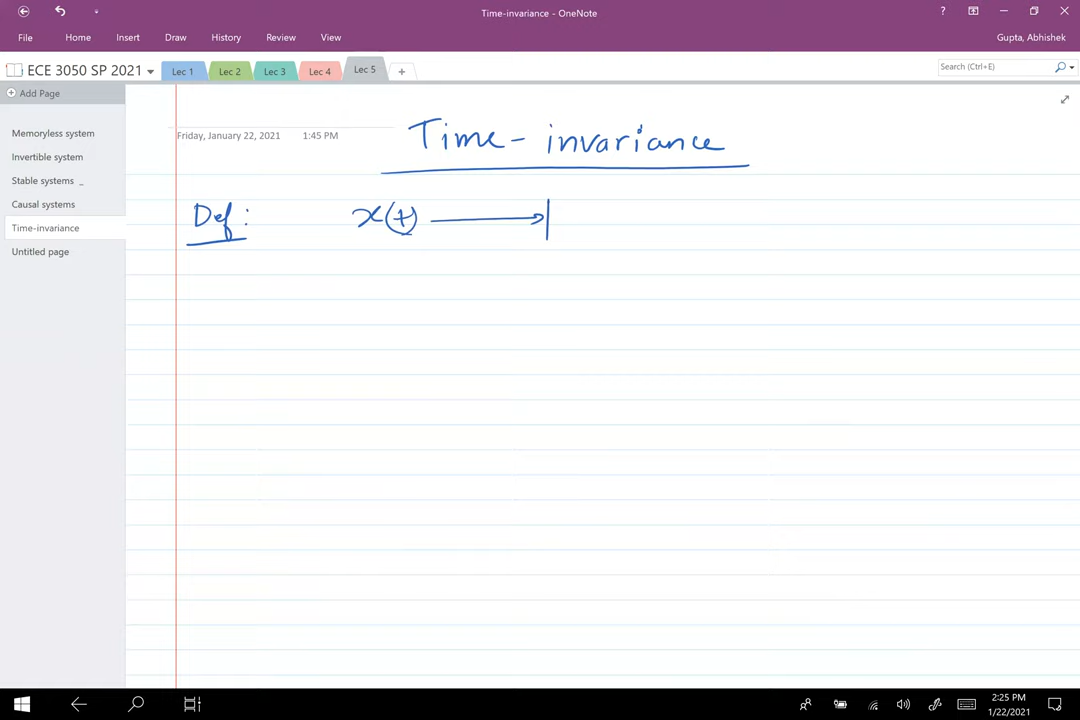 Time-invariance - OneNote
?
Gupta, Abhishek
File Home Insert Draw History Review View
ECE 3050 SP 2021
Lec 1 Lec 2 Lec 3 Lec 4 Lec 5 +
Search (Ctrl+E)
Add Page
Memoryless system
Invertible system
Stable systems _
Causal systems
Time-invariance
Untitled page
Friday, January 22, 2021 1:45 PM
Time-invariance
Def: x(t)
2:25 PM
1/22/2021